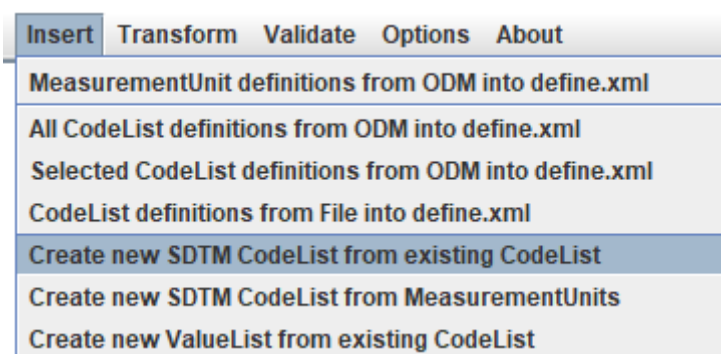 Insert Transform Validate Options About
MeasurementUnit definitions from ODM into define.xml
All CodeList definitions from ODM into define.xml
Selected CodeList definitions from ODM into define.xml
CodeList definitions from File into define.xml
Create new SDTM CodeList from existing CodeList
Create new SDTM CodeList from MeasurementUnits
Create new ValueList from existing CodeList